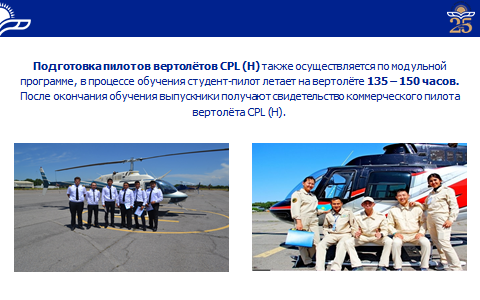 25
Подготовка пилотов вертолётов CPL (H) также осуществляется по модульной
программе, в процессе обучения студент-пилот летает на вертолёте 135 – 150 часов.
После окончания обучения выпускники получают свидетельство коммерческого пилота
вертолёта CPL (H).